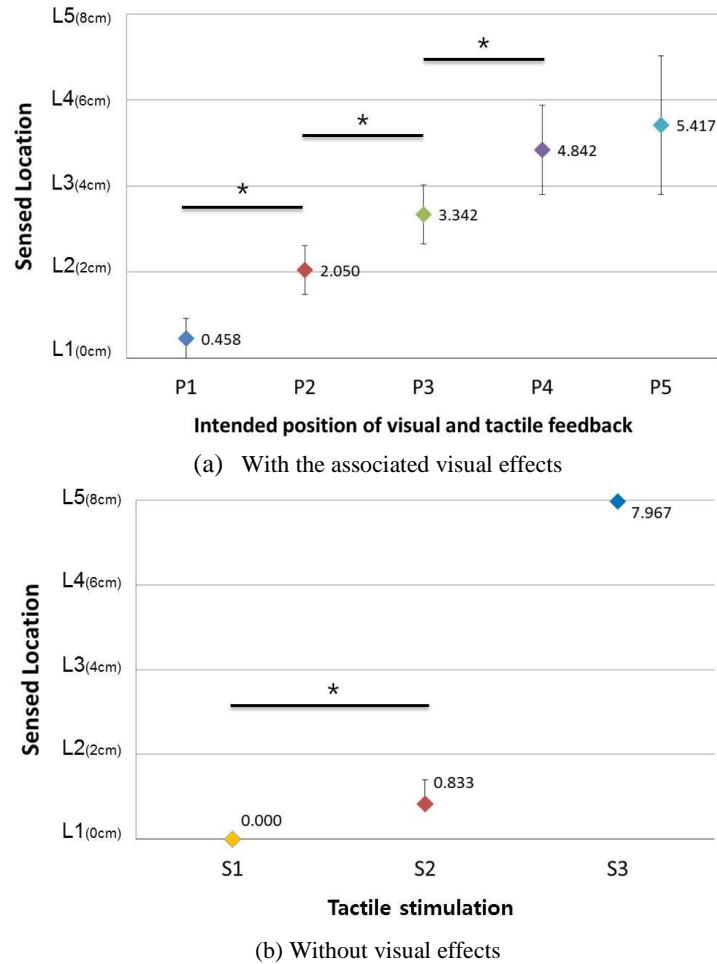 L5(8cm)
*
L4(6cm)
*
5.417
4.842
L3(4cm)
*
3.342
L2(2cm)
2.050
L1(0cm)
0.458
Sensed Location
P1 P2 P3 P4 P5
Intended position of visual and tactile feedback
(a) With the associated visual effects
L5(8cm)
7.967
L4(6cm)
L3(4cm)
*
L2(2cm)
0.833
0.000
L1(0cm)
Sensed Location
S1 S2 S3
Tactile stimulation
(b) Without visual effects